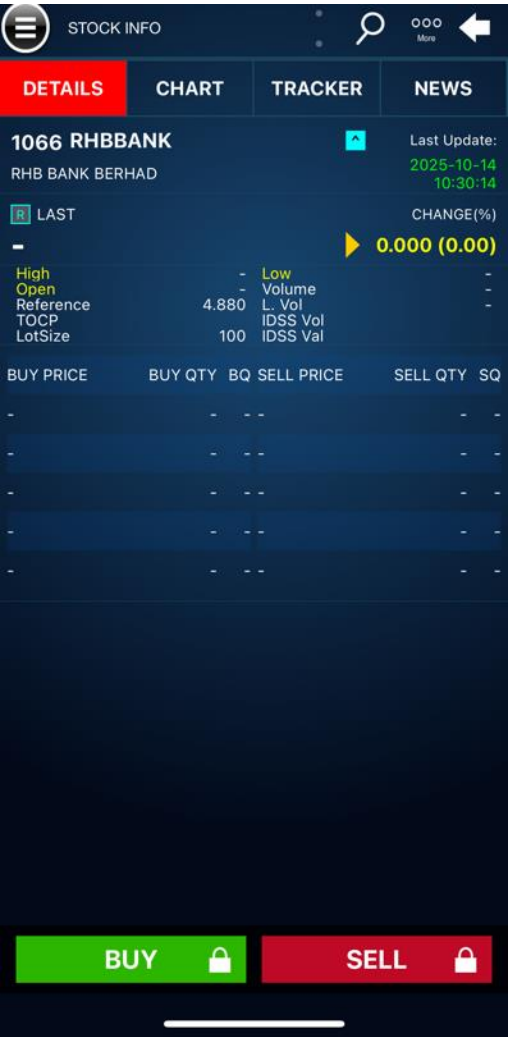 STOCK INFO
ooo
More
DETAILS CHART TRACKER NEWS
1066 RHBBANK ^ Last Update:
RHB BANK BERHAD 2025-10-14
10:30:14
R LAST CHANGE(%)
- 0.000 (0.00)
High - Low -
Open - Volume -
Reference 4.880 L. Vol -
TOCP IDSS Vol
LotSize 100 IDSS Val
BUY PRICE BUY QTY BQ SELL PRICE SELL QTY SQ
- - - - - -
- - - - - -
- - - - - -
- - - - - -
- - - - - -
BUY SELL